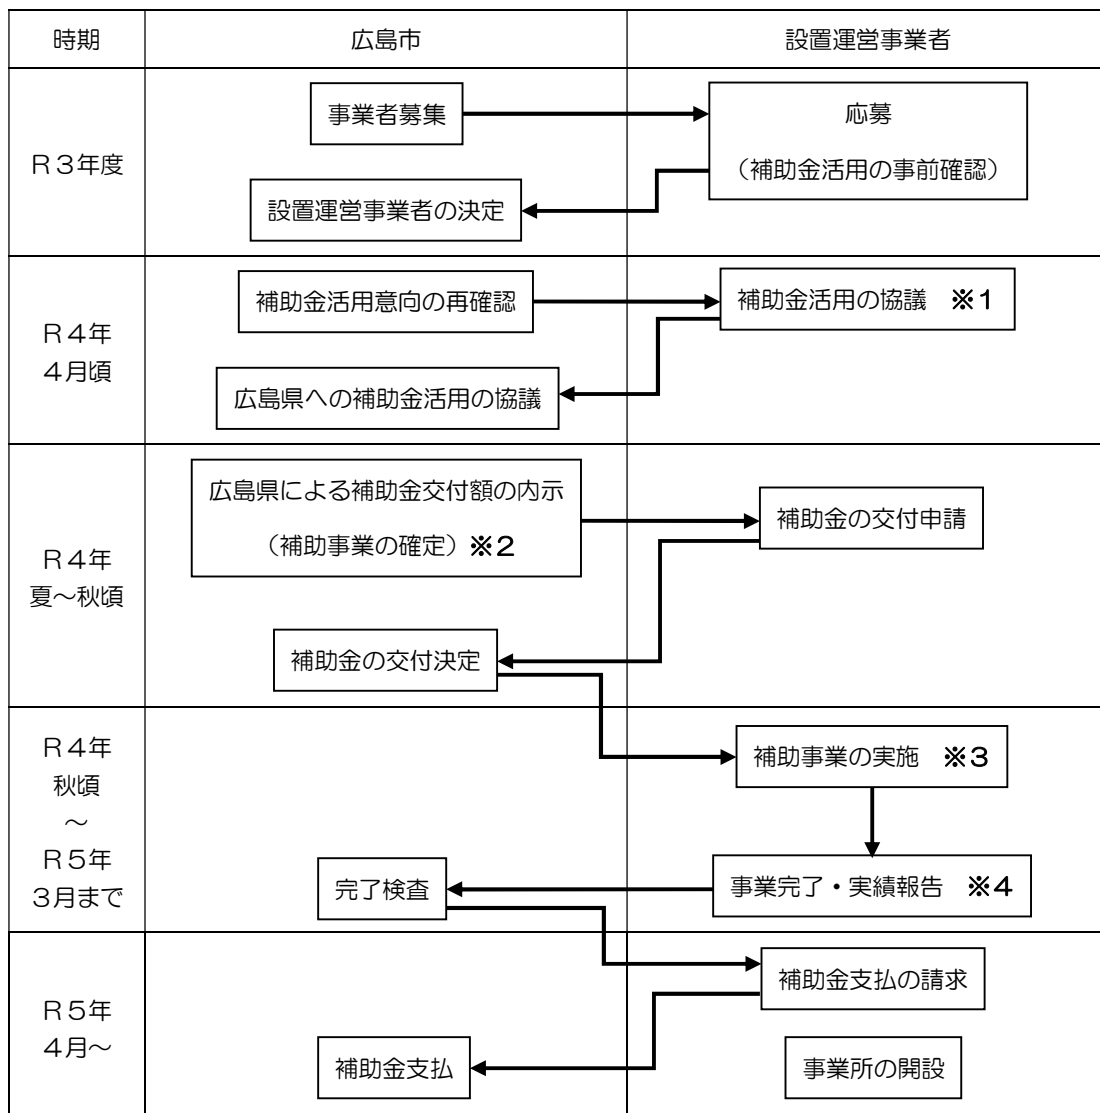 時期
広島市
設置運営事業者
R3年度
事業者募集
応募
(補助金活用の事前確認)
設置運営事業者の決定
R4年
4月頃
補助金活用意向の再確認
補助金活用の協議 ※1
広島県への補助金活用の協議
R4年
夏～秋頃
広島県による補助金交付額の内示
(補助事業の確定)※2
補助金の交付申請
補助金の交付決定
R4年
秋頃
～
R5年
3月まで
補助事業の実施 ※3
事業完了・実績報告 ※4
完了検査
R5年
4月～
補助金支払の請求
補助金支払
事業所の開設